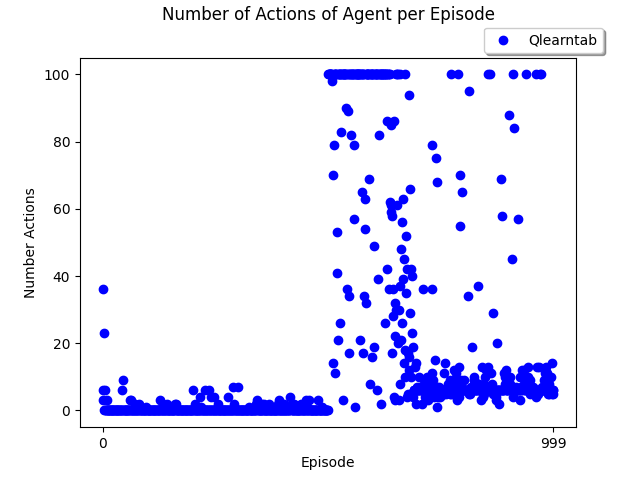 Number of Actions of Agent per Episode
Qlearntab
100
80
60
40
20
0
Number Actions
0 999
Episode